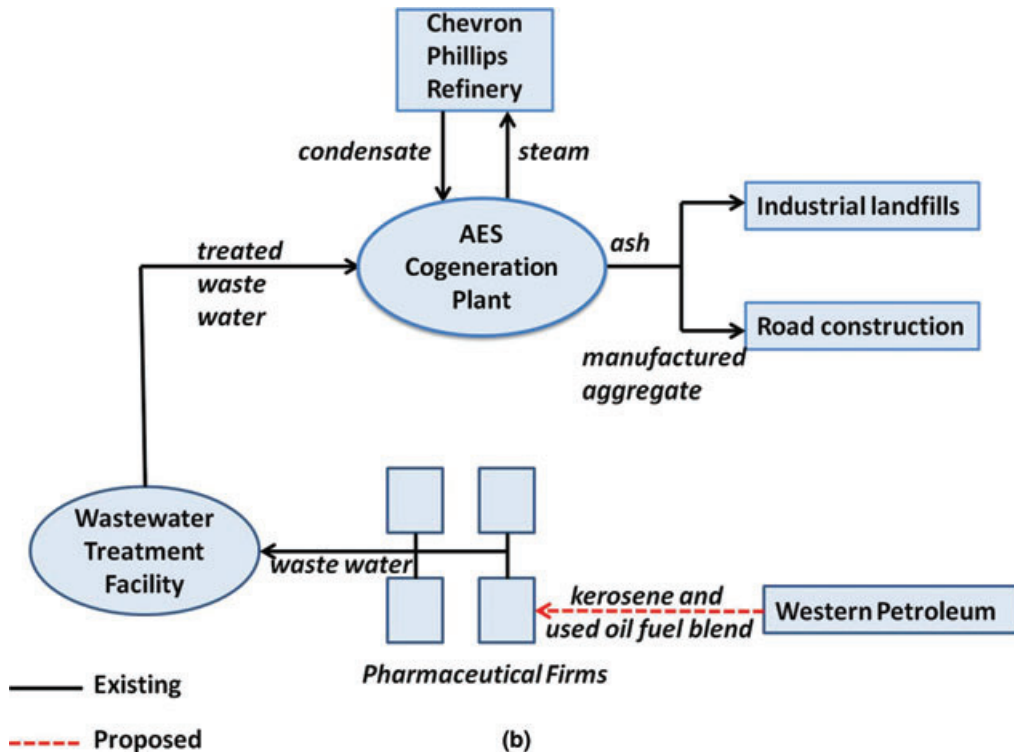 Chevron
Phillips
Refinery
condensate
steam
AES
Cogeneration
Plant
ash
Industrial landfills
Road construction
manufactured
aggregate
treated
waste
water
Wastewater
Treatment
Facility
waste water
Pharmaceutical Firms
kerosene and
used oil fuel blend
Western Petroleum
Existing
Proposed
(b)